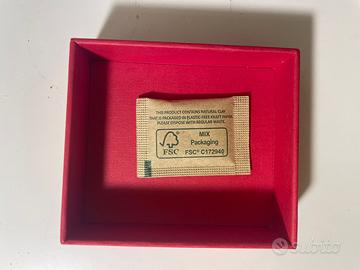 THIS PRODUCT CONTAINS NATURAL CLAY
THAT IS PACKAGED IN PLASTIC-FREE KRAFT PAPER.
PLEASE DISPOSE WITH REGULAR WASTE.
FSC
MIX
Packaging
FSC® C172940
subito